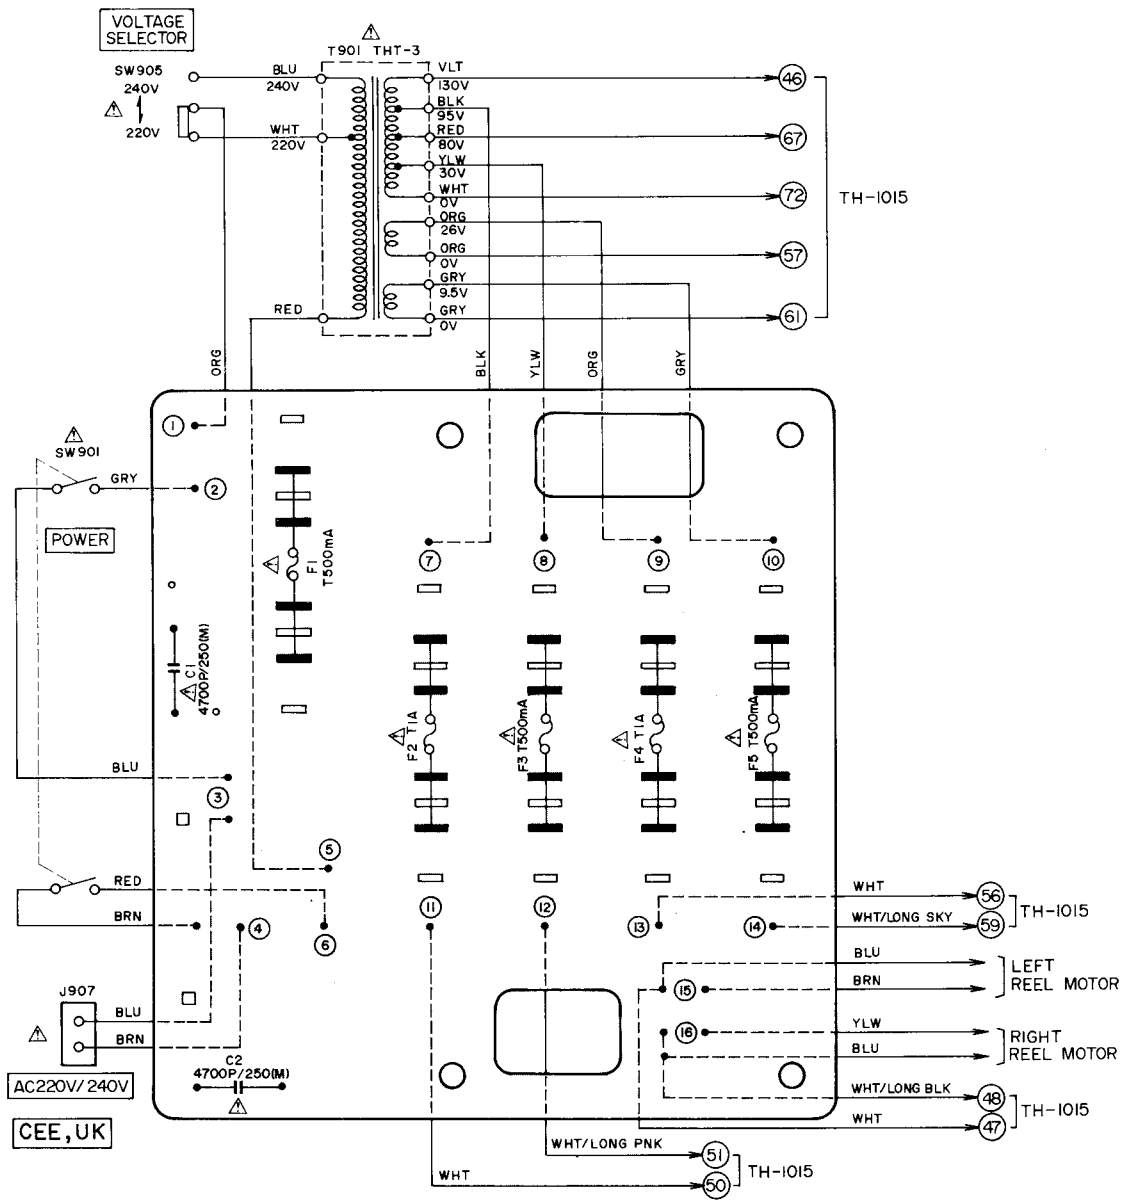 VOLTAGE
SELECTOR
SW905
240V
220V
BLU
240V
WHT
220V
RED
T901 THT-3
VLT
130V
BLK
95V
RED
80V
YLW
30V
WHT
0V
ORG
26V
ORG
0V
GRY
9.5V
GRY
0V
46
67
72
57
61
TH-1015
ORG
BLK
YLW
ORG
GRY
1
SW901
GRY
2
POWER
F1
T500mA
7
8
9
10
C1
4700P/250(M)
F2 T1A
F3 T500mA
F4 T1A
F5 T500mA
BLU
3
5
RED
BRN
4
6
11
12
13
14
WHT
56
WHT/LONG SKY
59
TH-1015
BLU
BRN
15
LEFT
REEL MOTOR
16
YLW
BLU
RIGHT
REEL MOTOR
WHT/LONG BLK
48
WHT
47
TH-1015
J907
BLU
BRN
C2
4700P/250(M)
AC220V/240V
CEE,UK
WHT/LONG PNK
51
WHT
50
TH-1015